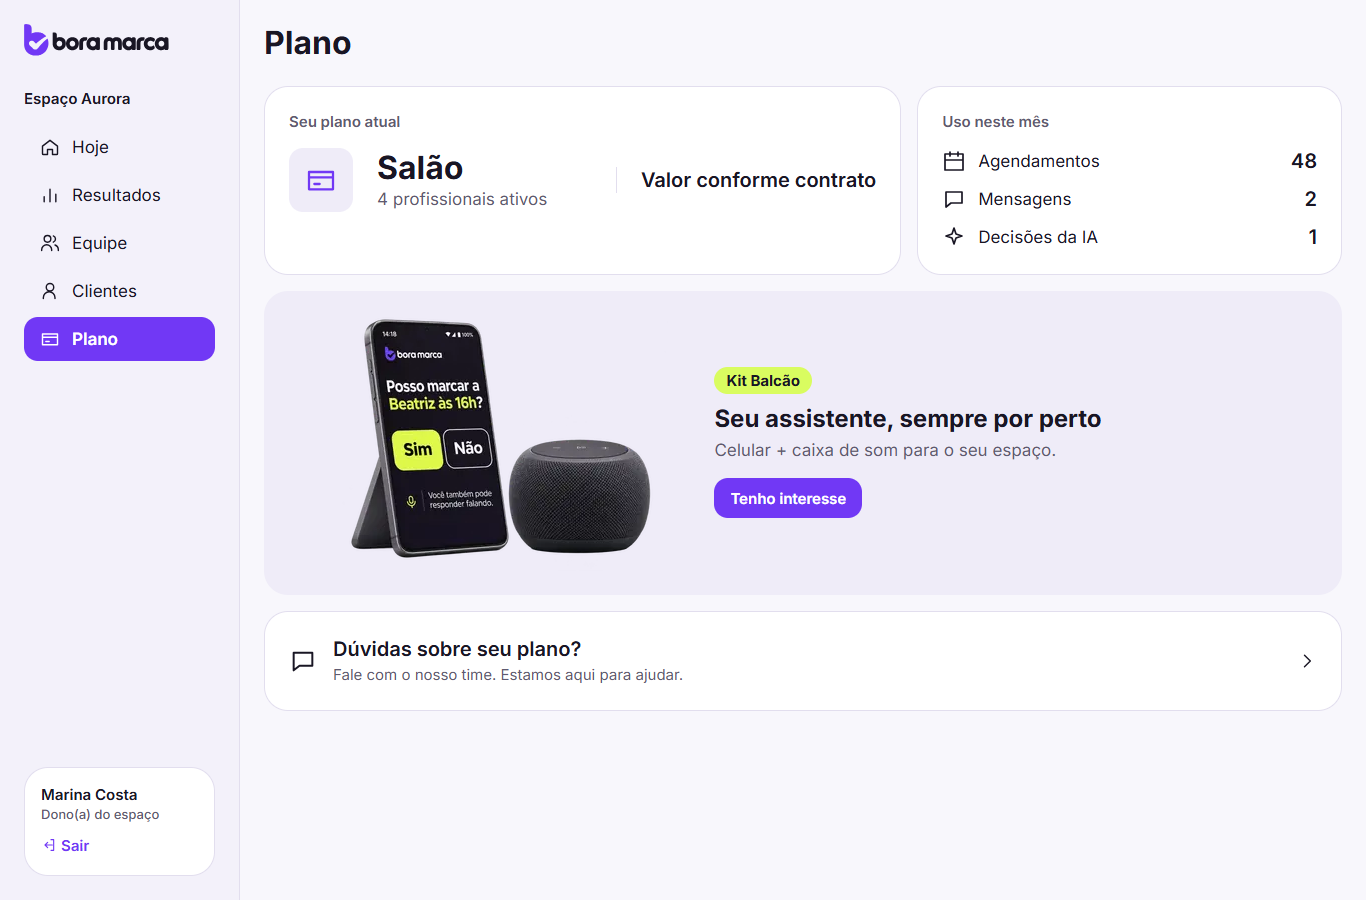 bora marca
Espaço Aurora
Hoje
Resultados
Equipe
Clientes
Plano
Marina Costa
Dono(a) do espaço
Sair
Plano
Seu plano atual
Salão
4 profissionais ativos
Valor conforme contrato
Uso neste mês
Agendamentos 48
Mensagens 2
Decisões da IA 1
14:18 100%
bora marca
Posso marcar a
Beatriz às 16h?
Sim Não
Você também pode
responder falando.
Kit Balcão
Seu assistente, sempre por perto
Celular + caixa de som para o seu espaço.
Tenho interesse
Dúvidas sobre seu plano?
Fale com o nosso time. Estamos aqui para ajudar.